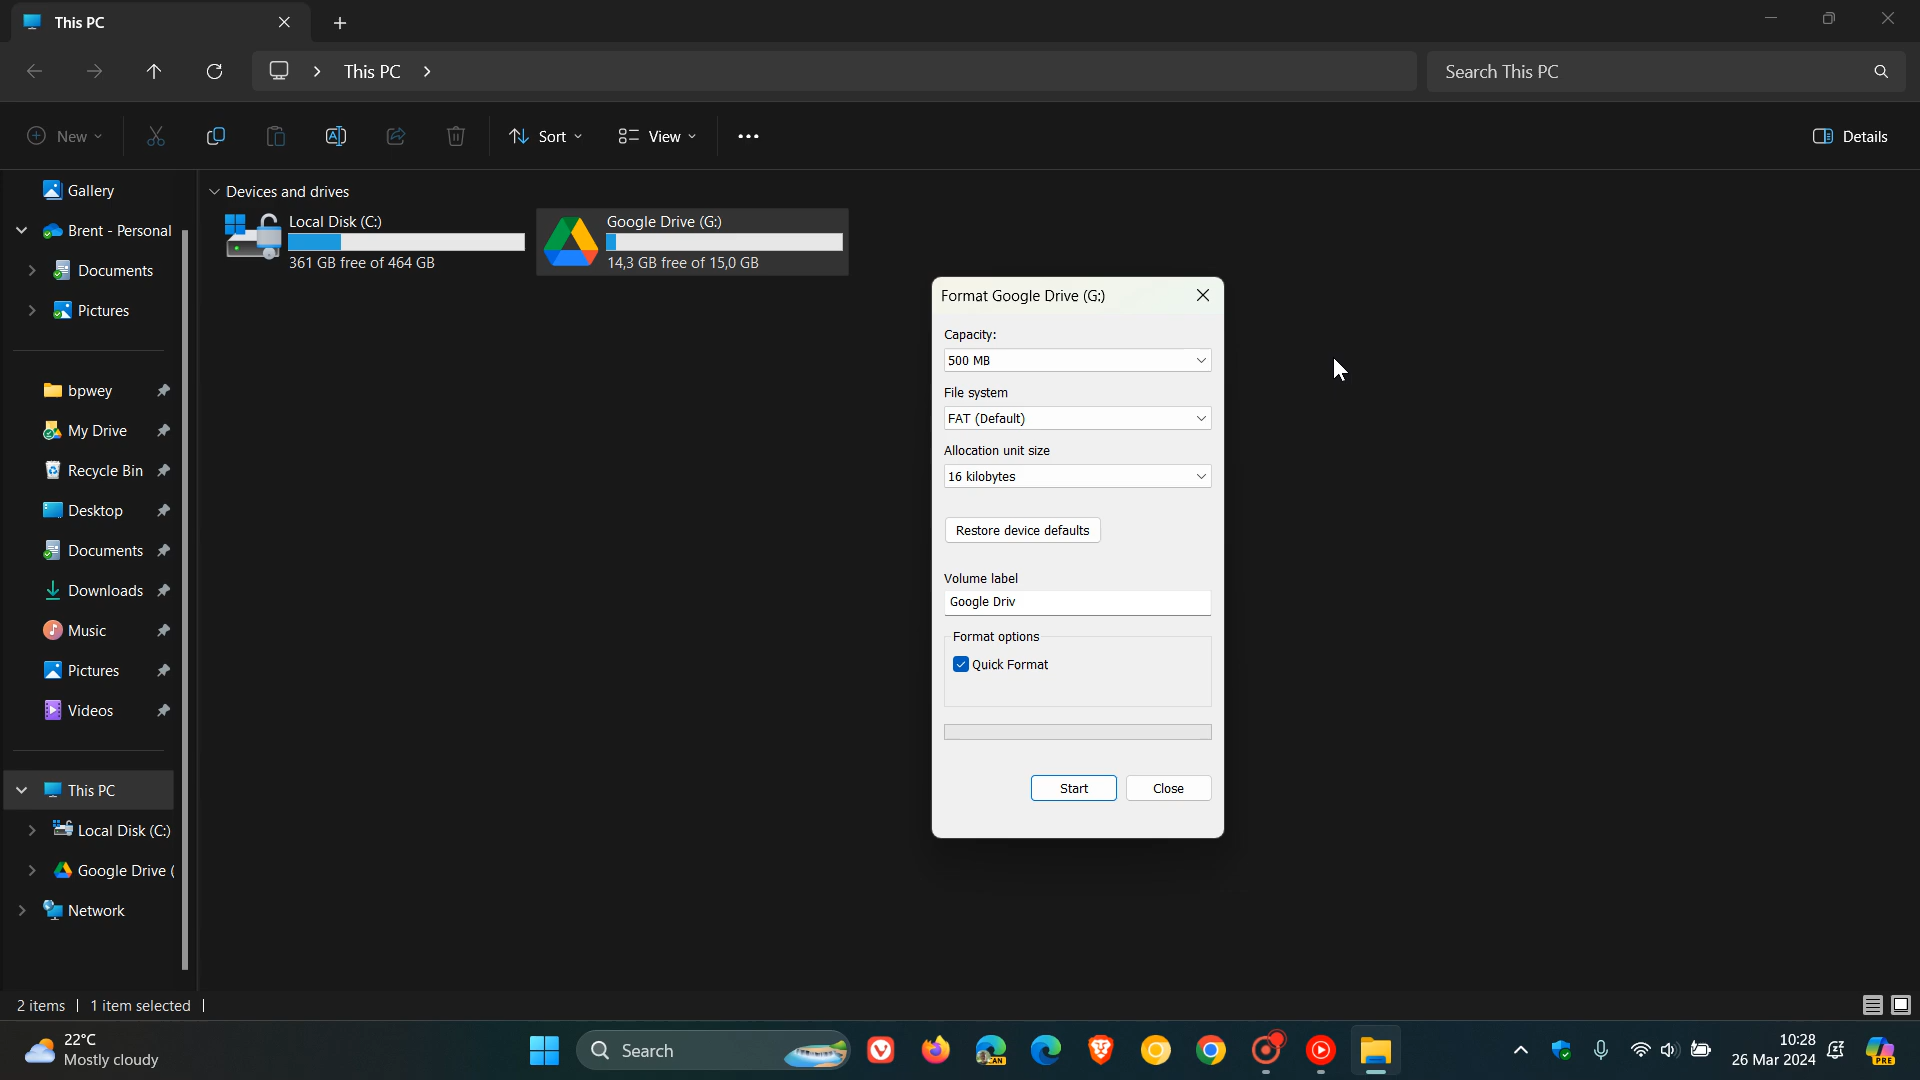 This PC
This PC
Search This PC
New
Sort
View
Details
Gallery
Brent - Personal
Documents
Pictures
bpwey
My Drive
Recycle Bin
Desktop
Documents
Downloads
Music
Pictures
Videos
This PC
Local Disk (C:)
Google Drive (
Network
Devices and drives
Local Disk (C:)
361 GB free of 464 GB
Google Drive (G:)
14,3 GB free of 15,0 GB
Format Google Drive (G:)
Capacity:
500 MB
File system
FAT (Default)
Allocation unit size
16 kilobytes
Restore device defaults
Volume label
Google Driv
Format options
Quick Format
Start
Close
2 items
1 item selected
22°C
Mostly cloudy
Search
CAN
10:28
26 Mar 2024
PRE